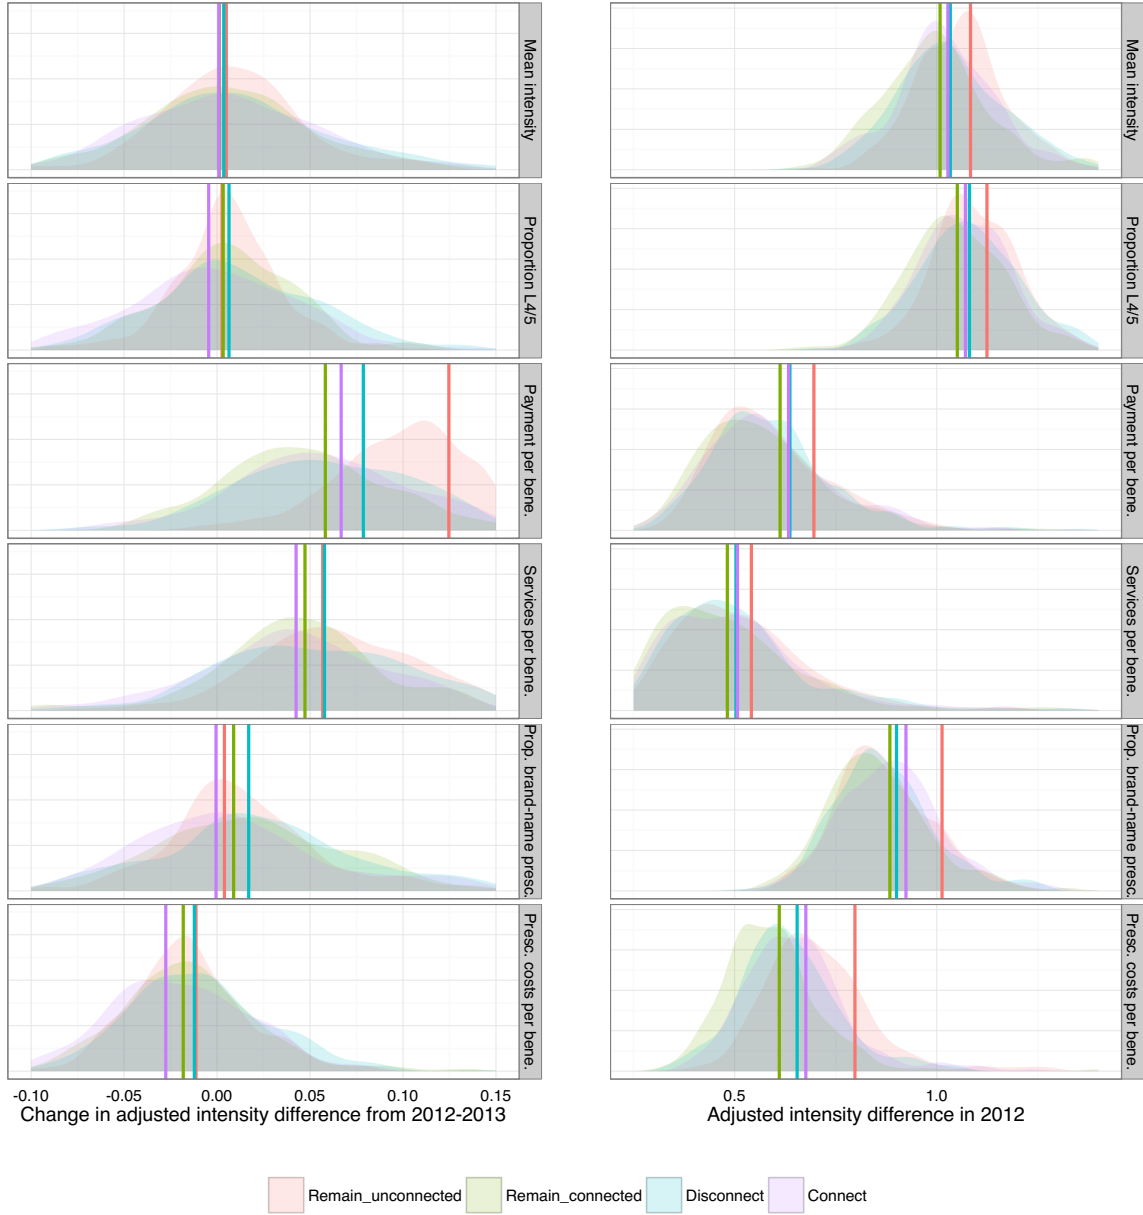 Mean intensity
Mean intensity
Proportion L4/5
Proportion L4/5
Payment per bene.
Payment per bene.
Services per bene.
Services per bene.
Prop. brand-name presc.
Prop. brand-name presc.
Presc. costs per bene.
Presc. costs per bene.
-0.10 -0.05 0.00 0.05 0.10 0.15
0.5 1.0
Change in adjusted intensity difference from 2012-2013
Adjusted intensity difference in 2012
Remain_unconnected Remain_connected Disconnect Connect